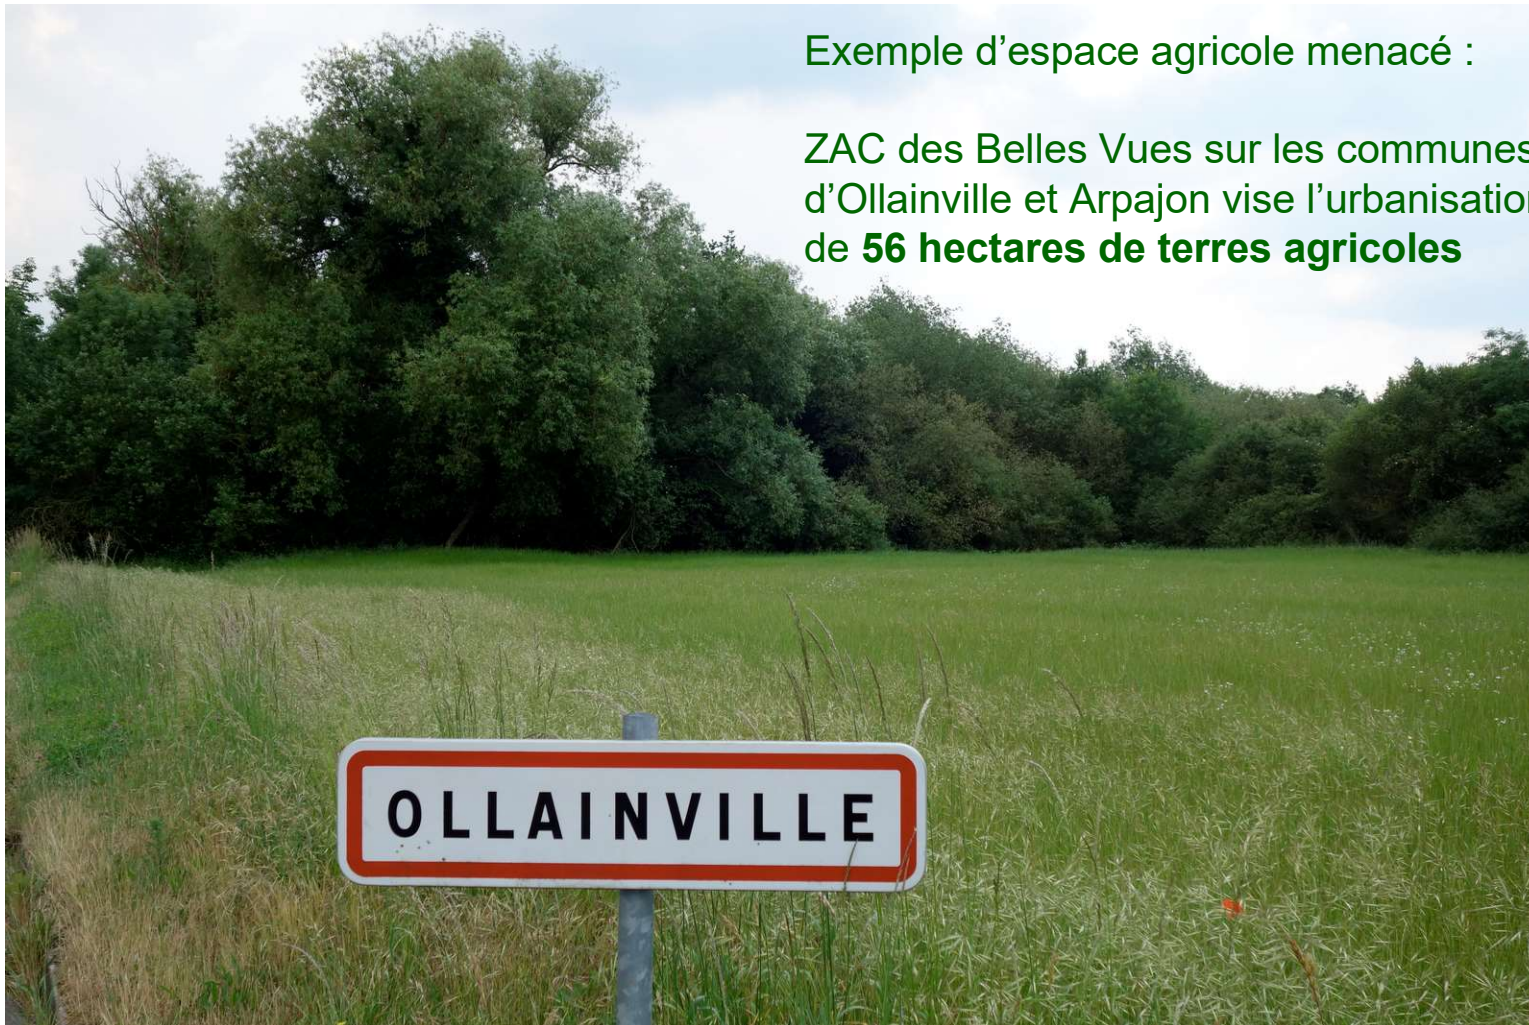 Exemple d’espace agricole menacé :
ZAC des Belles Vues sur les communes
d’Ollainville et Arpajon vise l’urbanisation
de 56 hectares de terres agricoles
OLLAINVILLE